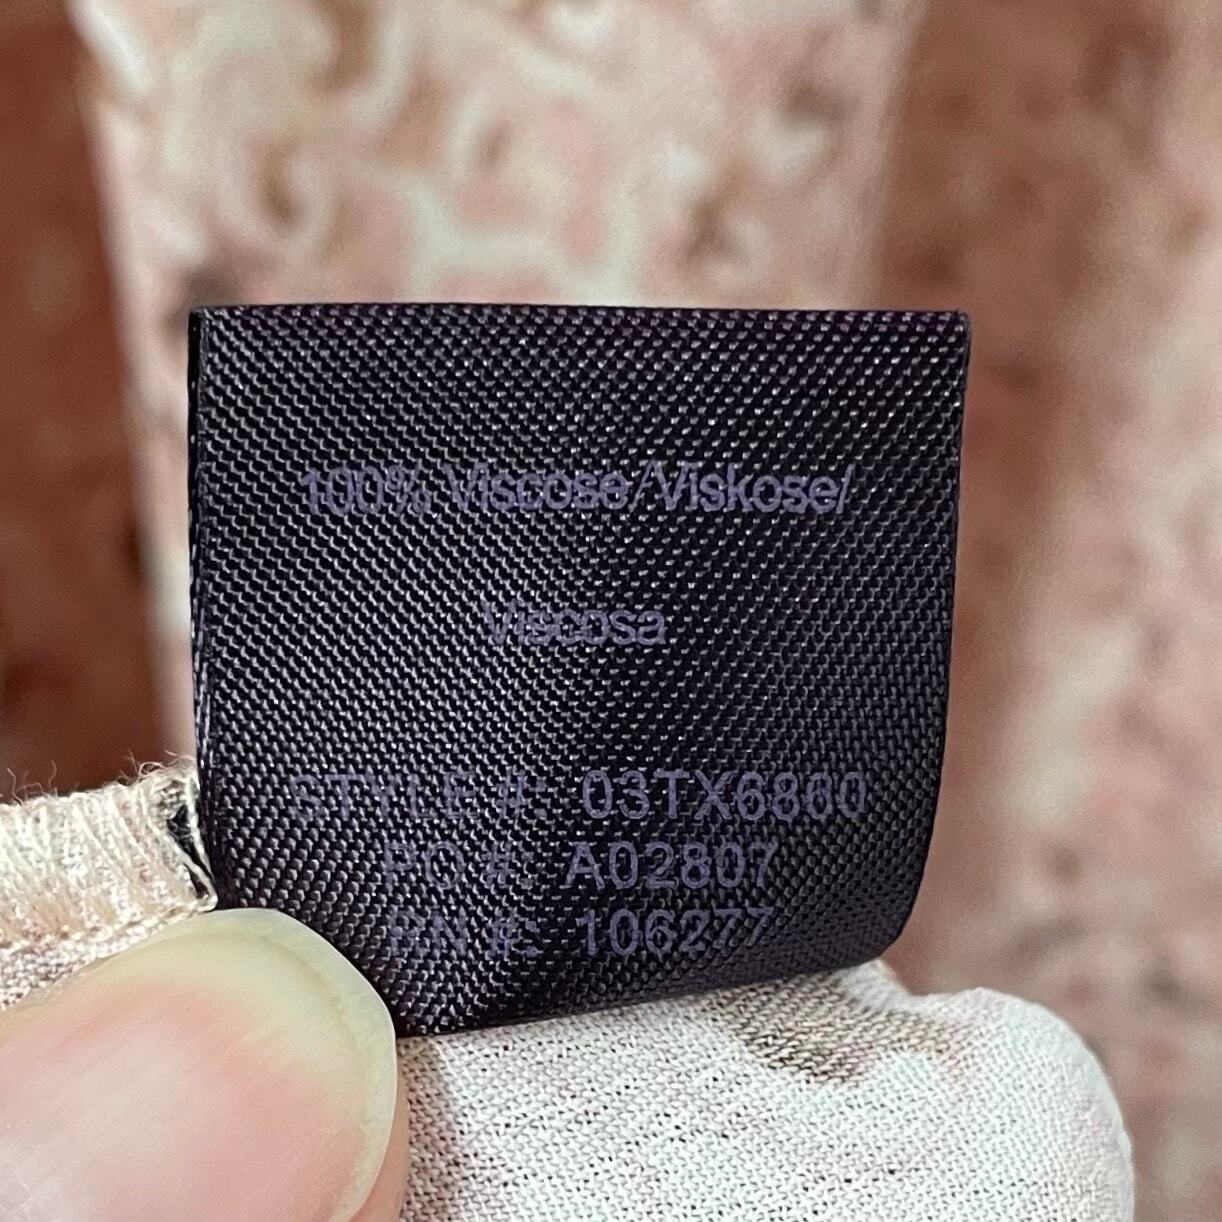 100% Viscose/Viskose/
Viscosa
STYLE #: 03TX6860
PO #: A02807
RN #: 106277